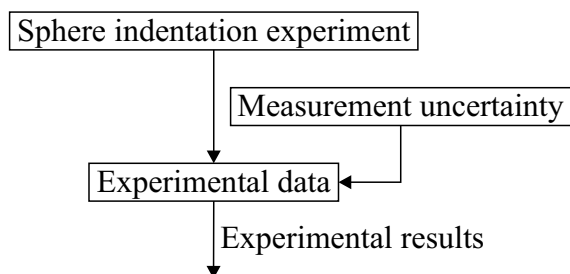 Sphere indentation experiment
Measurement uncertainty
Experimental data
Experimental results